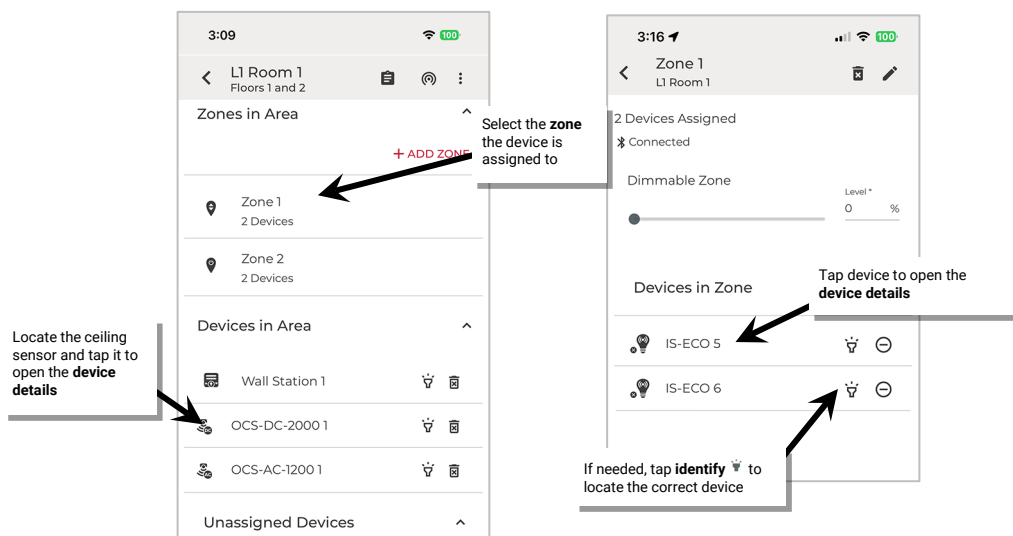 3:09
100
L1 Room 1
Floors 1 and 2
Zones in Area
+ ADD ZONE
Zone 1
2 Devices
Zone 2
2 Devices
Devices in Area
Wall Station 1
OCS-DC-2000 1
OCS-AC-1200 1
Unassigned Devices
Locate the ceiling
sensor and tap it to
open the device
details
Select the zone
the device is
assigned to
3:16
100
Zone 1
L1 Room 1
2 Devices Assigned
Connected
Dimmable Zone
Level *
0 %
Devices in Zone
IS-ECO 5
IS-ECO 6
Tap device to open the
device details
If needed, tap identify to
locate the correct device